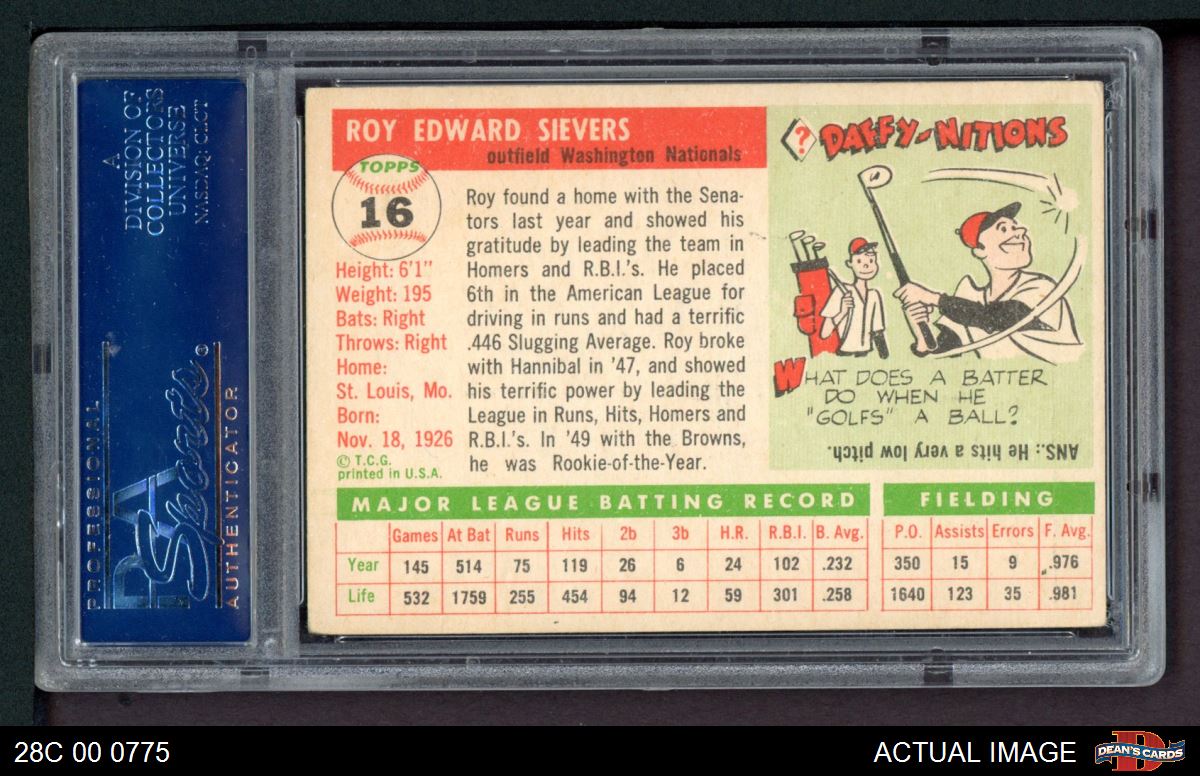 A
DIVISION OF
COLLECTORS
UNIVERSE
NASDAQ: CLCT
PROFESSIONAL
PSA
Sports®
AUTHENTICATOR
ROY EDWARD SIEVERS
outfield Washington Nationals
TOPPS
16
Height: 6'1"
Weight: 195
Bats: Right
Throws: Right
Home:
St. Louis, Mo.
Born:
Nov. 18, 1926
© T.C.G.
printed in U.S.A.
Roy found a home with the Sena-
tors last year and showed his
gratitude by leading the team in
Homers and R.B.I.'s. He placed
6th in the American League for
driving in runs and had a terrific
.446 Slugging Average. Roy broke
with Hannibal in '47, and showed
his terrific power by leading the
League in Runs, Hits, Homers and
R.B.I.'s. In '49 with the Browns,
he was Rookie-of-the-Year.
? DAFFY-NITIONS
WHAT DOES A BATTER
DO WHEN HE
"GOLFS" A BALL?
ANS.: He hits a very low pitch.
MAJOR LEAGUE BATTING RECORD
Games At Bat Runs Hits 2b 3b H.R. R.B.I. B. Avg.
Year 145 514 75 119 26 6 24 102 .232
Life 532 1759 255 454 94 12 59 301 .258
FIELDING
P.O. Assists Errors F. Avg.
350 15 9 .976
1640 123 35 .981
28C 00 0775
ACTUAL IMAGE
D
DEAN'S CARDS